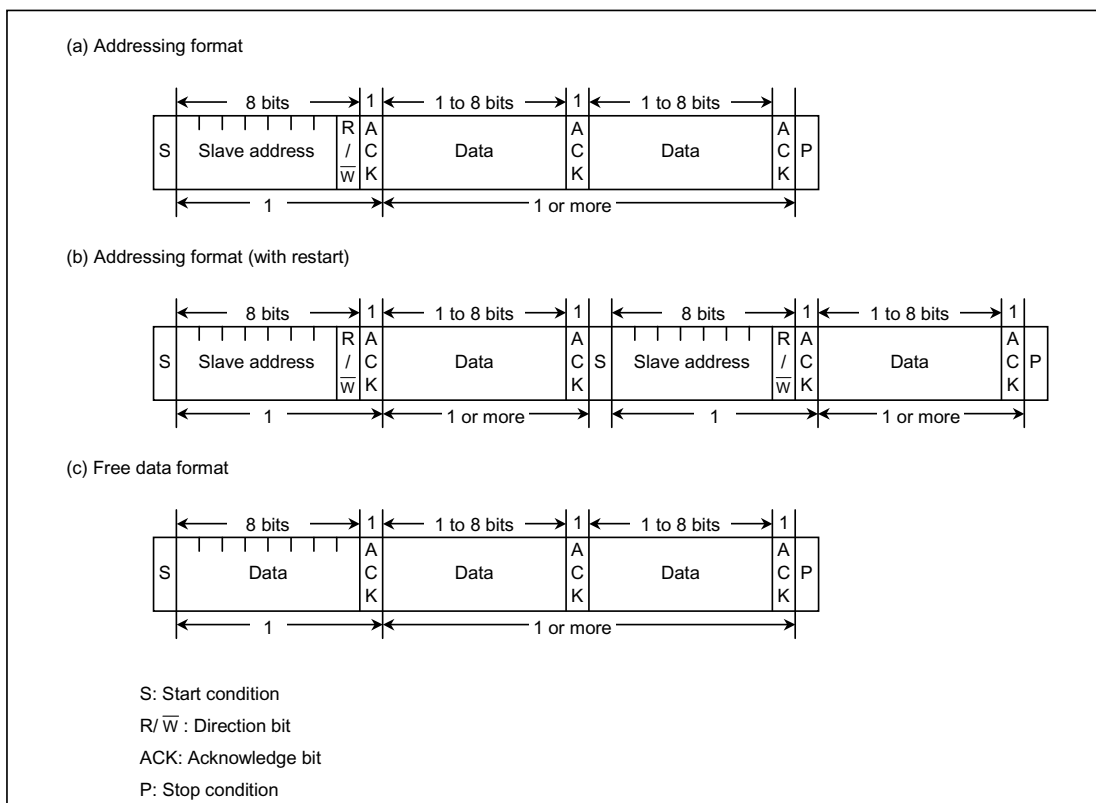 (a) Addressing format
8 bits 1 1 to 8 bits 1 1 to 8 bits 1
S Slave address R/W̅ ACK Data ACK Data ACK P
1 1 or more
(b) Addressing format (with restart)
8 bits 1 1 to 8 bits 1 8 bits 1 1 to 8 bits 1
S Slave address R/W̅ ACK Data ACK S Slave address R/W̅ ACK Data ACK P
1 1 or more 1 1 or more
(c) Free data format
8 bits 1 1 to 8 bits 1 1 to 8 bits 1
S Data ACK Data ACK Data ACK P
1 1 or more
S: Start condition
R/ W̅ : Direction bit
ACK: Acknowledge bit
P: Stop condition